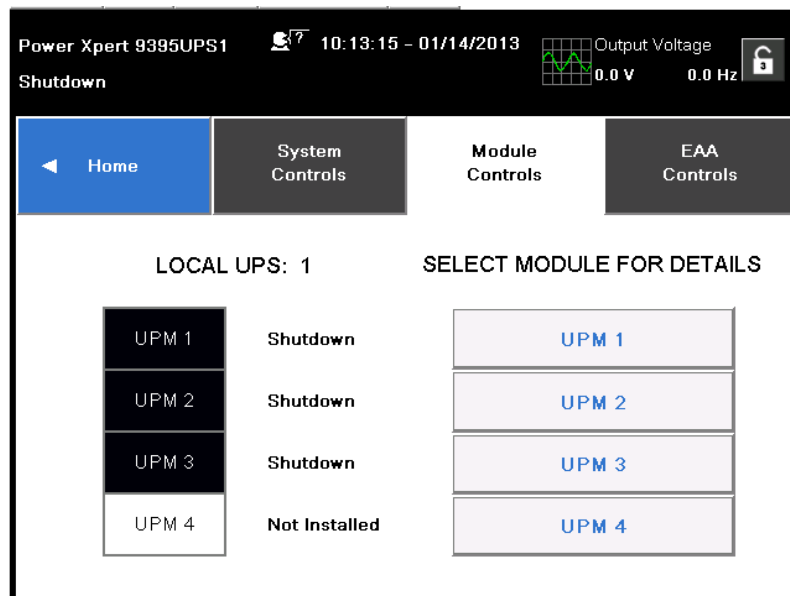 Power Xpert 9395UPS1
? 10:13:15 - 01/14/2013
Output Voltage
0.0 V 0.0 Hz
3
Shutdown
◄ Home
System
Controls
Module
Controls
EAA
Controls
LOCAL UPS: 1
SELECT MODULE FOR DETAILS
UPM 1 Shutdown UPM 1
UPM 2 Shutdown UPM 2
UPM 3 Shutdown UPM 3
UPM 4 Not Installed UPM 4